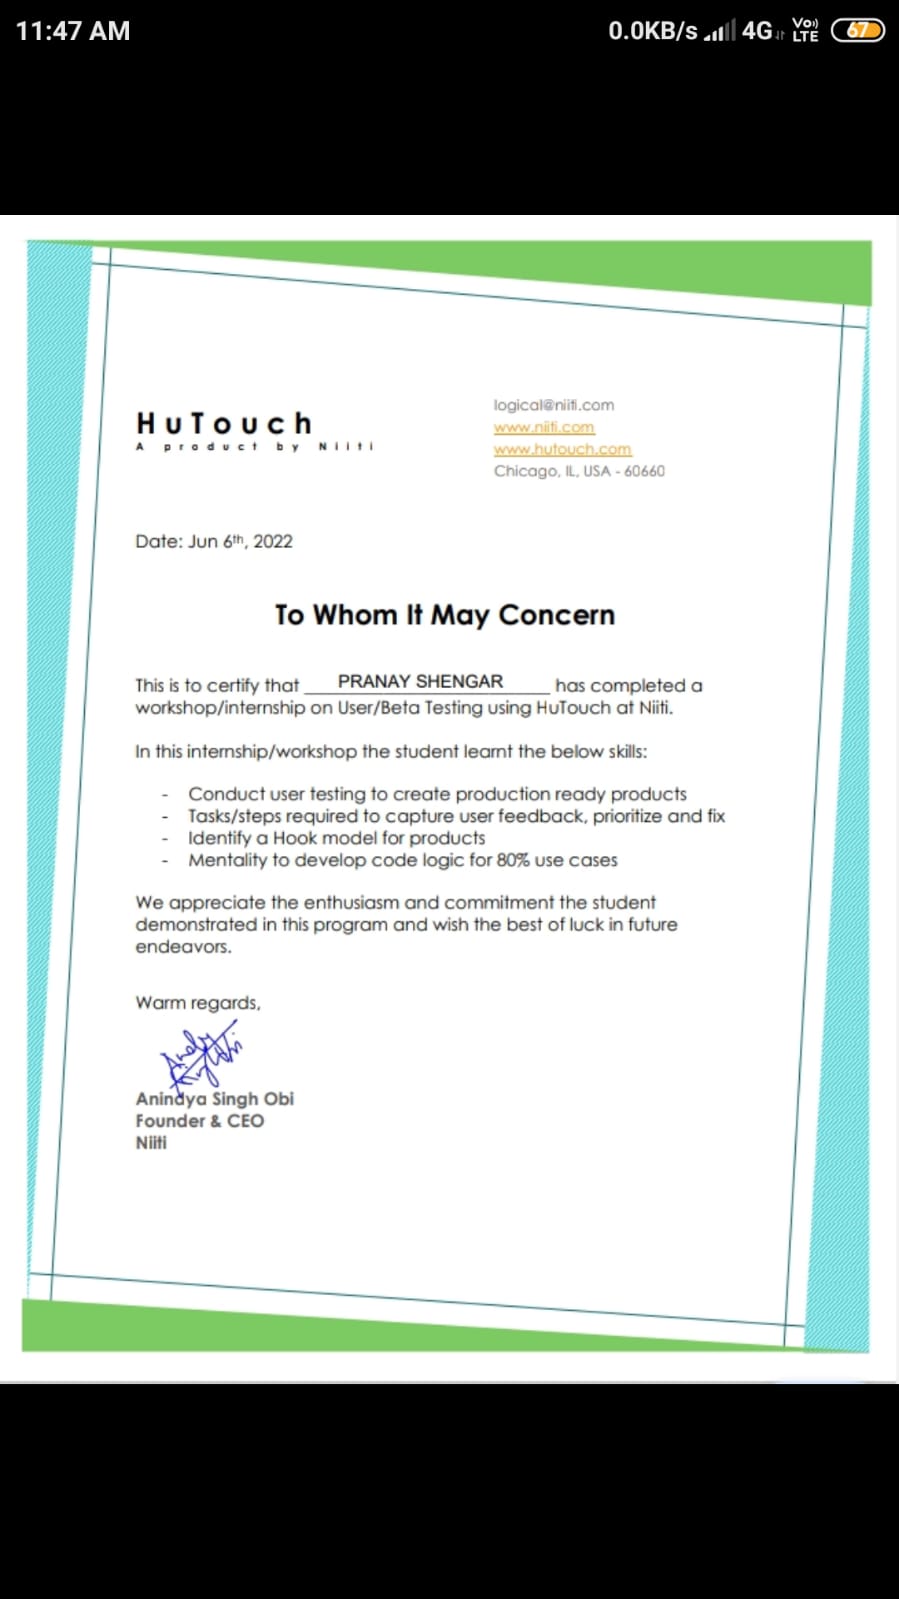 11:47 AM 0.0KB/s 4G Vo)) LTE 67
HuTouch
A product by Niiti
logical@niiti.com
www.niiti.com
www.hutouch.com
Chicago, IL, USA - 60660
Date: Jun 6th, 2022
To Whom It May Concern
This is to certify that PRANAY SHENGAR has completed a
workshop/internship on User/Beta Testing using HuTouch at Niiti.
In this internship/workshop the student learnt the below skills:
- Conduct user testing to create production ready products
- Tasks/steps required to capture user feedback, prioritize and fix
- Identify a Hook model for products
- Mentality to develop code logic for 80% use cases
We appreciate the enthusiasm and commitment the student
demonstrated in this program and wish the best of luck in future
endeavors.
Warm regards,
Anindya Singh Obi
Founder & CEO
Niiti